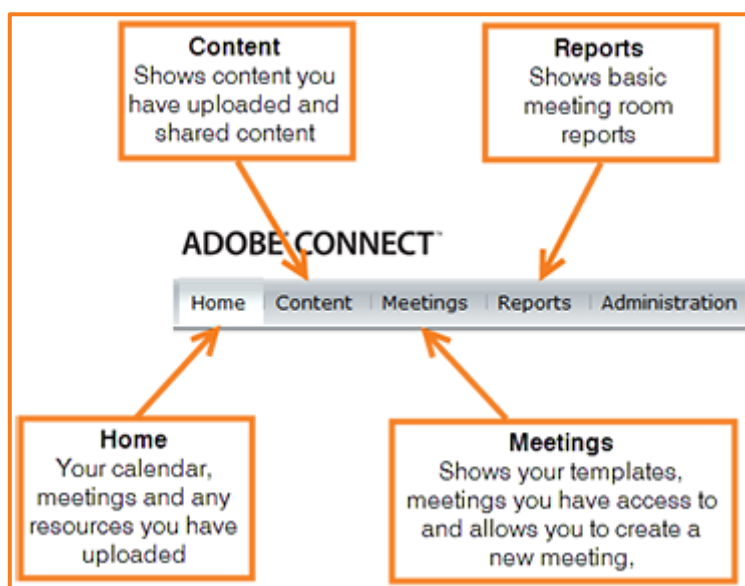 Content
Shows content you
have uploaded and
shared content
Reports
Shows basic
meeting room
reports
ADOBE CONNECT™
Home Content Meetings Reports Administration
Home
Your calendar,
meetings and any
resources you have
uploaded
Meetings
Shows your templates,
meetings you have access to
and allows you to create a
new meeting,